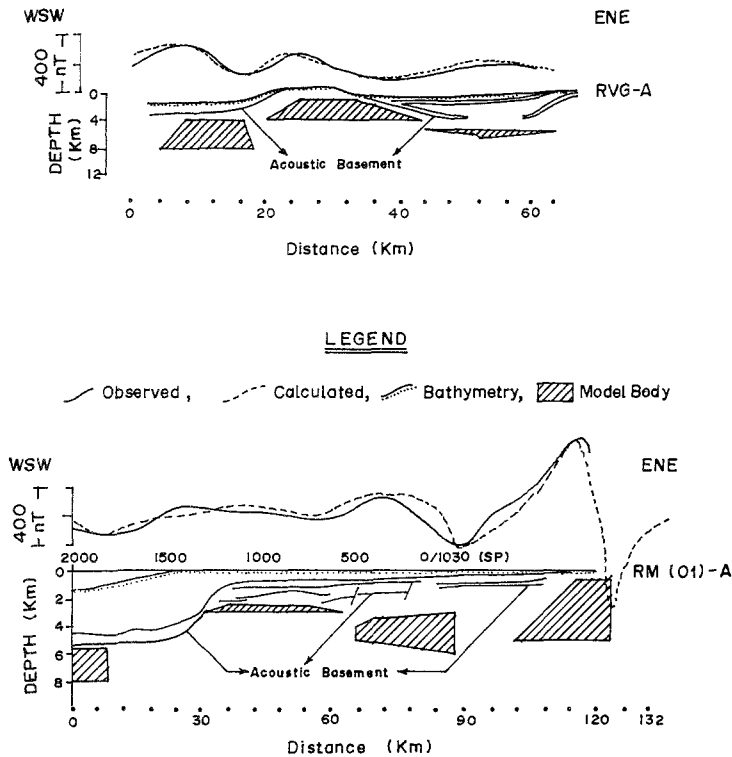 WSW
ENE
400
nT
RVG-A
0
4
8
12
DEPTH
(Km)
Acoustic Basement
0
20
40
60
Distance (Km)
LEGEND
Observed, Calculated, Bathymetry, Model Body
WSW
ENE
400
nT
2000 1500 1000 500 0/1030 (SP)
RM (01)-A
0
2
4
6
8
DEPTH (Km)
Acoustic Basement
0 30 60 90 120 132
Distance (Km)